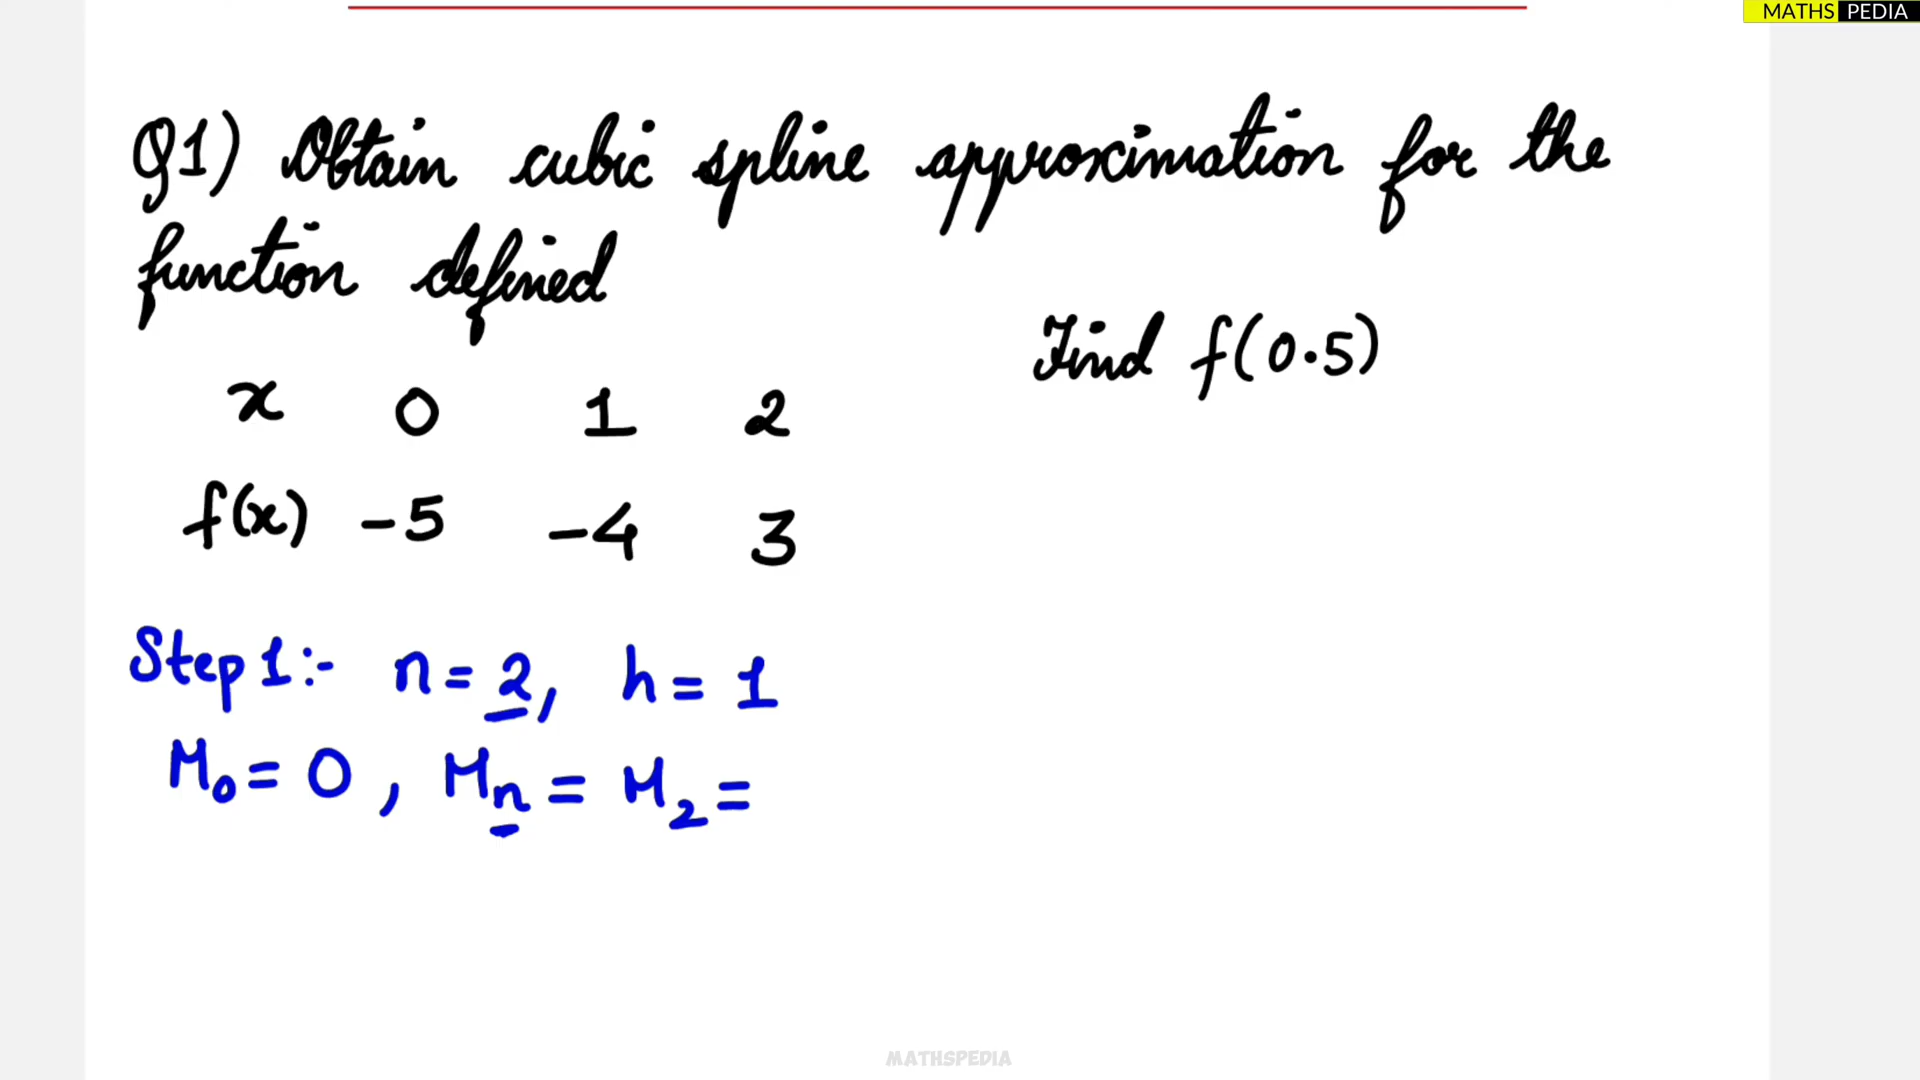 MATHS PEDIA
Q1) Obtain cubic spline approximation for the
function defined
Find f(0.5)
x 0 1 2
f(x) -5 -4 3
Step 1:- n = 2, h = 1
M₀ = 0, Mₙ = M₂ =
MATHSPEDIA